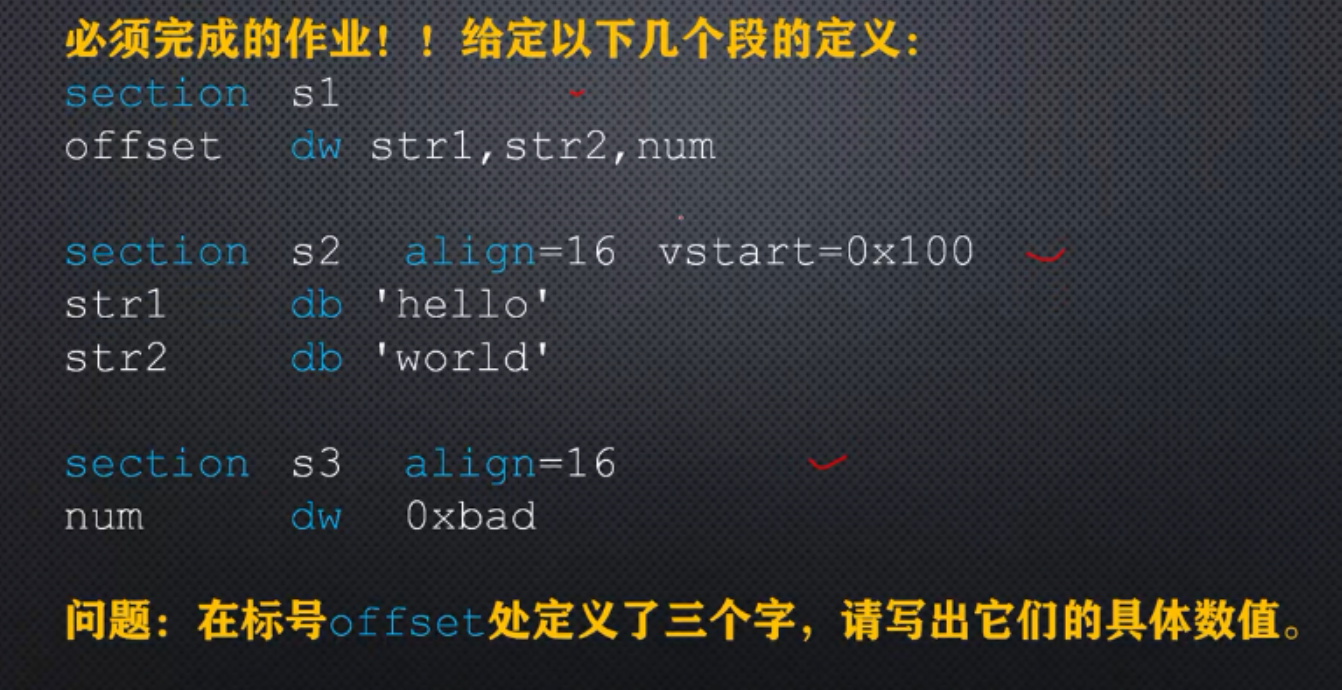 必须完成的作业！！给定以下几个段的定义：
section s1
offset dw str1,str2,num
section s2 align=16 vstart=0x100
str1 db 'hello'
str2 db 'world'
section s3 align=16
num dw 0xbad
问题：在标号offset处定义了三个字，请写出它们的具体数值。